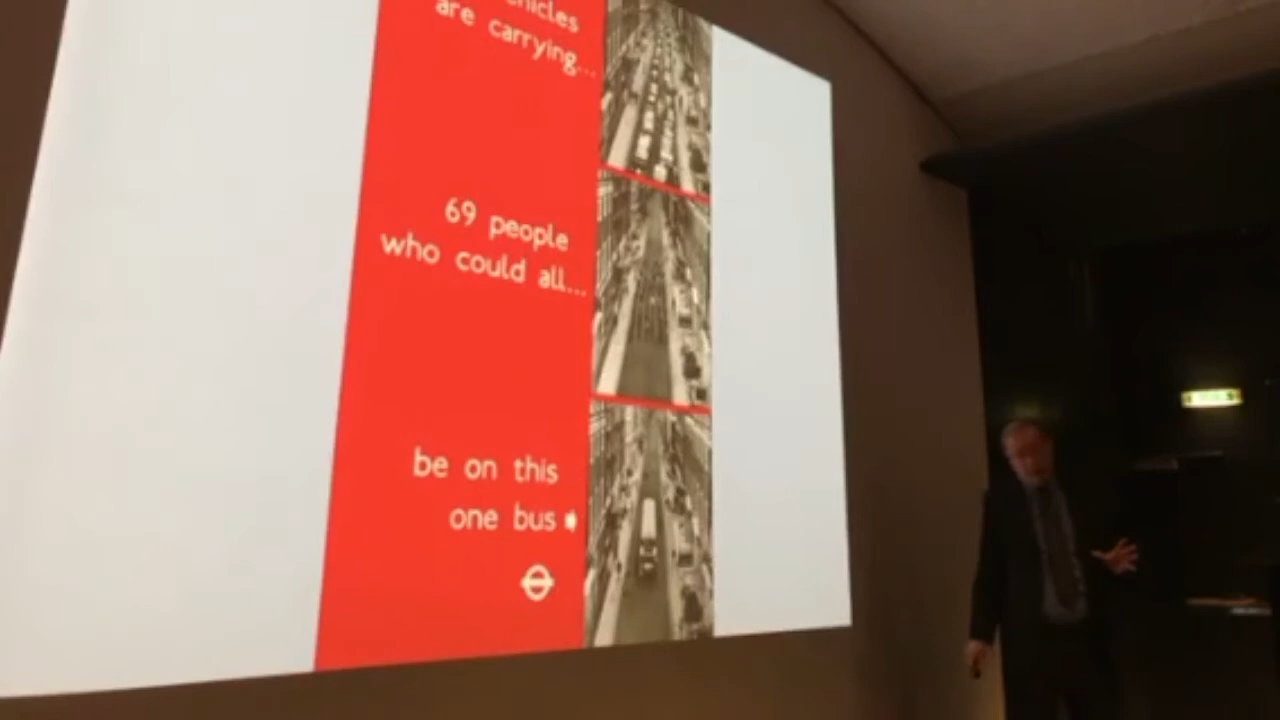 are carrying...
69 people
who could all...
be on this
one bus